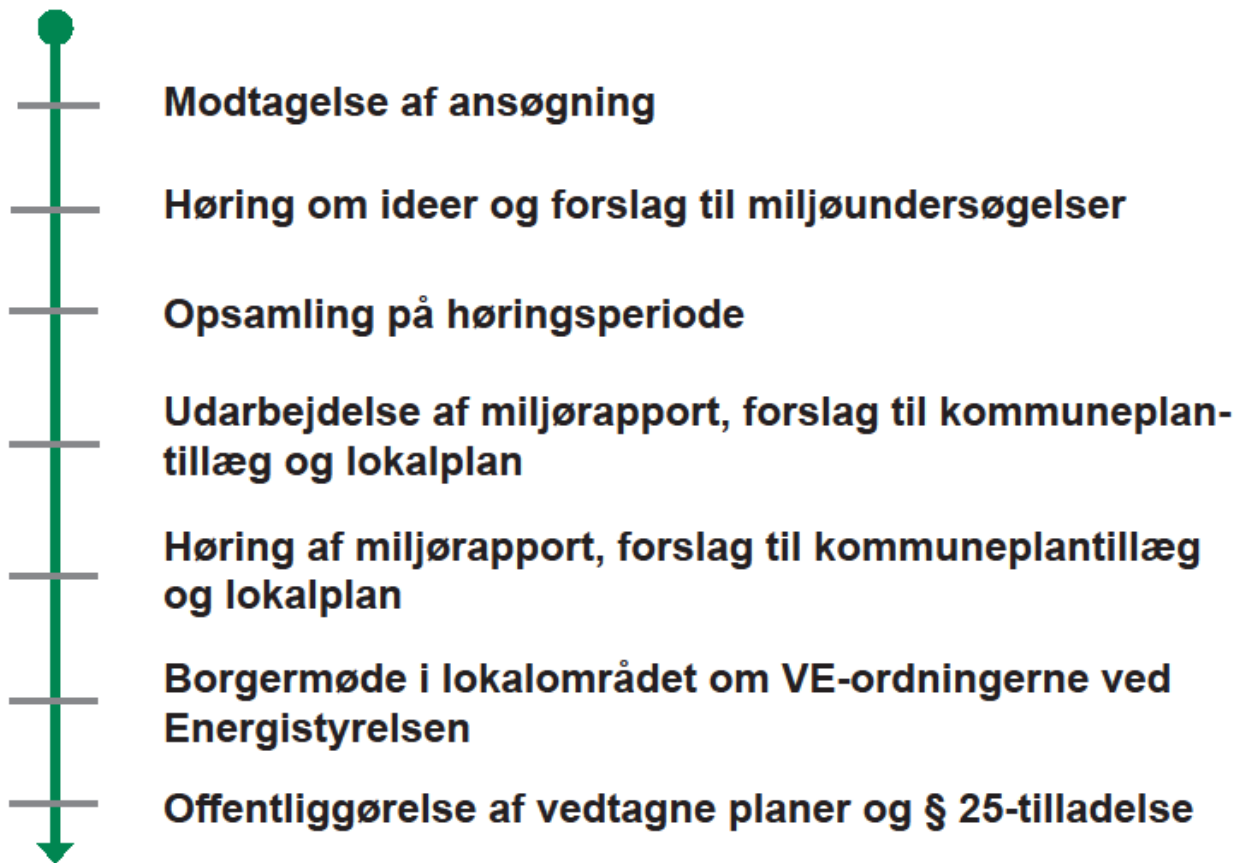 Modtagelse af ansøgning
Høring om ideer og forslag til miljøundersøgelser
Opsamling på høringsperiode
Udarbejdelse af miljørapport, forslag til kommuneplan-
tillæg og lokalplan
Høring af miljørapport, forslag til kommuneplantillæg
og lokalplan
Borgermøde i lokalområdet om VE-ordningerne ved
Energistyrelsen
Offentliggørelse af vedtagne planer og § 25-tilladelse